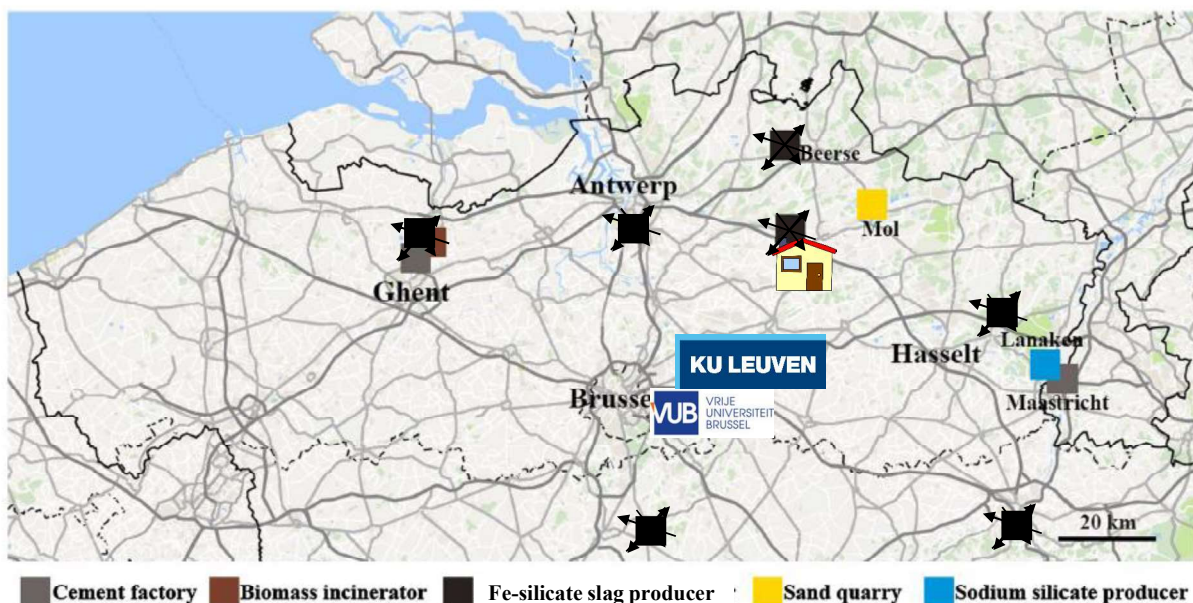 Beerse
Antwerp
Mol
Ghent
Lanaken
Hasselt
KU LEUVEN
Maastricht
Brusse
VUB
VRIJE
UNIVERSITEIT
BRUSSEL
20 km
Cement factory Biomass incinerator Fe-silicate slag producer Sand quarry Sodium silicate producer